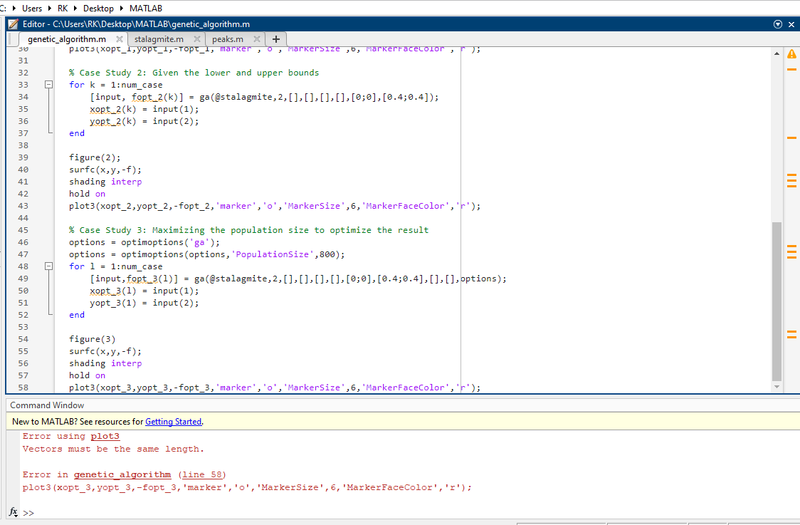 C: ▸ Users ▸ RK ▸ Desktop ▸ MATLAB
Editor - C:\Users\RK\Desktop\MATLAB\genetic_algorithm.m
genetic_algorithm.m × stalagmite.m × peaks.m × +
30 plot3(xopt_1,yopt_1,-fopt_1,'marker','o','MarkerSize',6,'MarkerFaceColor','r');
31
32 % Case Study 2: Given the lower and upper bounds
33 for k = 1:num_case
34 [input, fopt_2(k)] = ga(@stalagmite,2,[],[],[],[],[0;0],[0.4;0.4]);
35 xopt_2(k) = input(1);
36 yopt_2(k) = input(2);
37 end
38
39 figure(2);
40 surfc(x,y,-f);
41 shading interp
42 hold on
43 plot3(xopt_2,yopt_2,-fopt_2,'marker','o','MarkerSize',6,'MarkerFaceColor','r');
44
45 % Case Study 3: Maximizing the population size to optimize the result
46 options = optimoptions('ga');
47 options = optimoptions(options,'PopulationSize',800);
48 for l = 1:num_case
49 [input,fopt_3(l)] = ga(@stalagmite,2,[],[],[],[],[0;0],[0.4;0.4],[],[],options);
50 xopt_3(l) = input(1);
51 yopt_3(1) = input(2);
52 end
53
54 figure(3)
55 surfc(x,y,-f);
56 shading interp
57 hold on
58 plot3(xopt_3,yopt_3,-fopt_3,'marker','o','MarkerSize',6,'MarkerFaceColor','r');
Command Window
New to MATLAB? See resources for Getting Started.
Error using plot3
Vectors must be the same length.
Error in genetic_algorithm (line 58)
plot3(xopt_3,yopt_3,-fopt_3,'marker','o','MarkerSize',6,'MarkerFaceColor','r');
fx >>